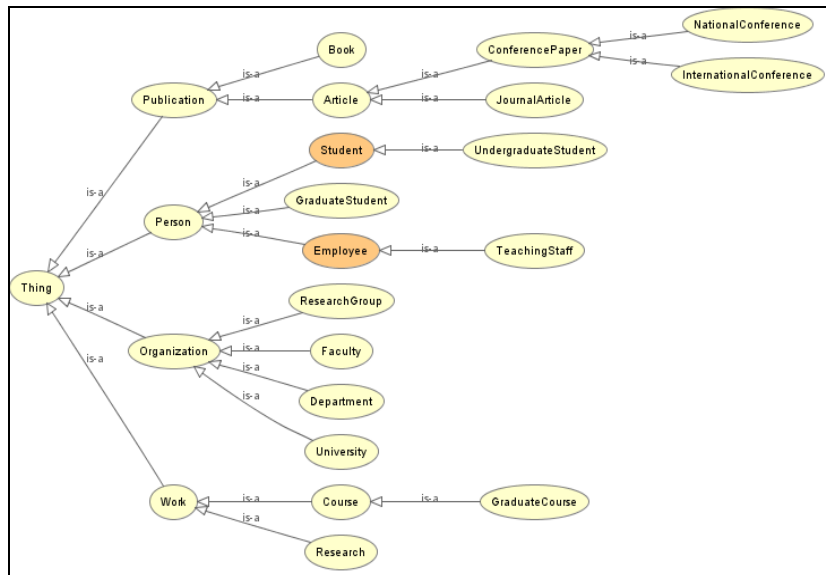 NationalConference
Book
is-a
ConferencePaper
is-a
is-a
is-a
InternationalConference
Publication
is-a
Article
is-a
JournalArticle
Student
is-a
UndergraduateStudent
is-a
is-a
GraduateStudent
Person
is-a
is-a
is-a
Employee
is-a
TeachingStaff
Thing
ResearchGroup
is-a
is-a
Organization
is-a
Faculty
is-a
is-a
Department
is-a
University
Work
is-a
Course
is-a
GraduateCourse
is-a
Research